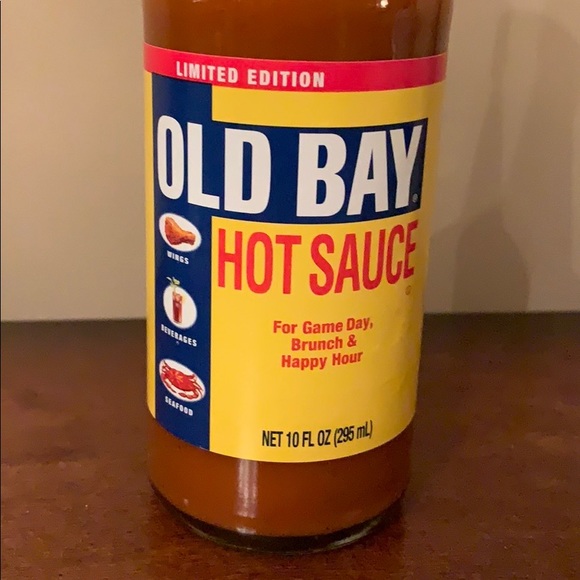 LIMITED EDITION
OLD BAY®
HOT SAUCE
WINGS
BEVERAGES
SEAFOOD
For Game Day,
Brunch &
Happy Hour
NET 10 FL OZ (295 mL)